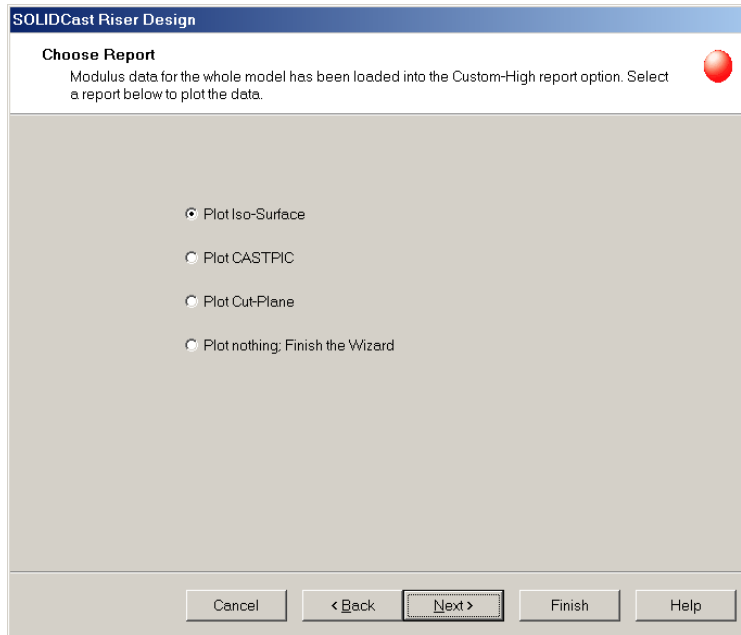 SOLIDCast Riser Design
Choose Report
Modulus data for the whole model has been loaded into the Custom-High report option. Select
a report below to plot the data.
Plot Iso-Surface
Plot CASTPIC
Plot Cut-Plane
Plot nothing; Finish the Wizard
Cancel
< Back
Next >
Finish
Help